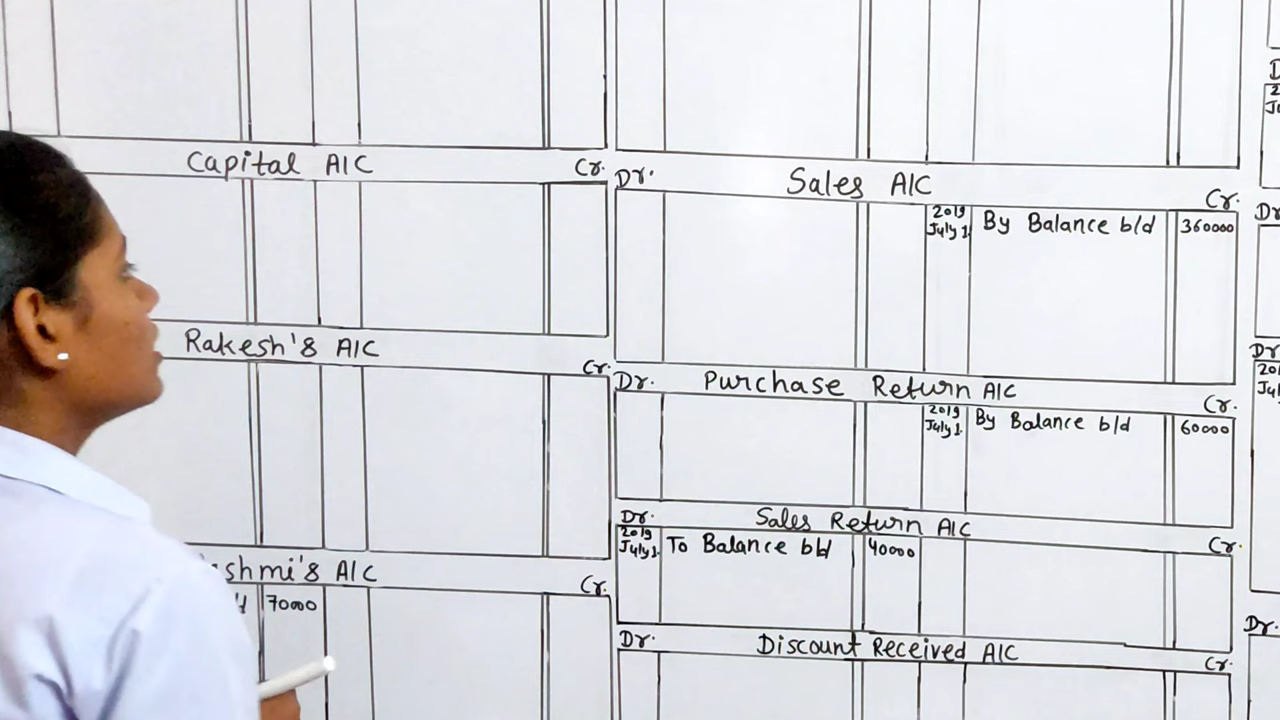 Capital A/C Cr.
Rakesh's A/C Cr.
shmi's A/C Cr.
70000
Dr. Sales A/C Cr.
2019
July 1 By Balance b/d 360000
Dr. Purchase Return A/C Cr.
2019
July 1 By Balance b/d 60000
Dr. Sales Return A/C Cr.
2019
July 1 To Balance b/d 40000
Dr. Discount Received A/C Cr.
Dr
Dr
Dr.